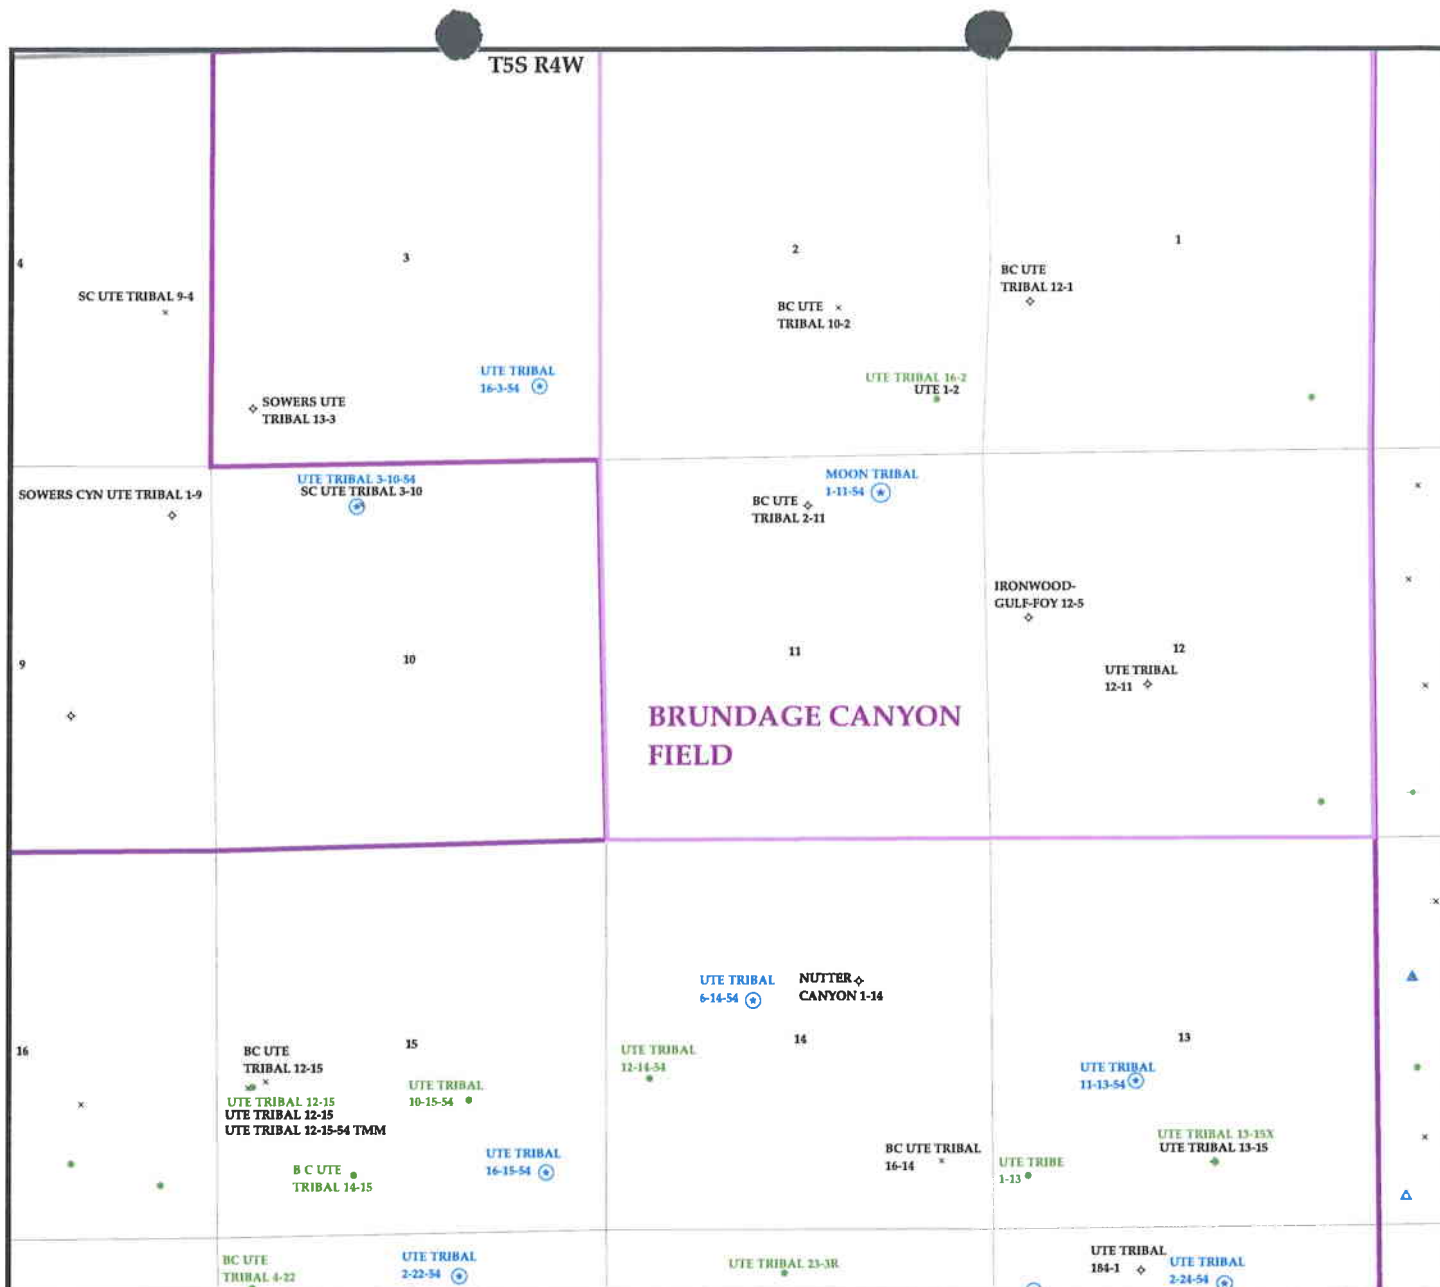 T5S R4W
4
3
2
1
SC UTE TRIBAL 9-4
BC UTE
TRIBAL 10-2
BC UTE
TRIBAL 12-1
UTE TRIBAL
16-3-54
SOWERS UTE
TRIBAL 13-3
UTE TRIBAL 16-2
UTE 1-2
SOWERS CYN UTE TRIBAL 1-9
UTE TRIBAL 3-10-54
SC UTE TRIBAL 3-10
MOON TRIBAL
1-11-54
BC UTE
TRIBAL 2-11
IRONWOOD-
GULF-FOY 12-5
9
10
11
12
UTE TRIBAL
12-11
BRUNDAGE CANYON
FIELD
UTE TRIBAL
6-14-54
NUTTER
CANYON 1-14
16
15
14
13
BC UTE
TRIBAL 12-15
UTE TRIBAL 12-15
UTE TRIBAL 12-15
UTE TRIBAL 12-15-54 TMM
UTE TRIBAL
10-15-54
UTE TRIBAL
12-14-54
UTE TRIBAL
11-13-54
B C UTE
TRIBAL 14-15
UTE TRIBAL
16-15-54
BC UTE TRIBAL
16-14
UTE TRIBE
1-13
UTE TRIBAL 13-15X
UTE TRIBAL 13-15
BC UTE
TRIBAL 4-22
UTE TRIBAL
2-22-54
UTE TRIBAL 23-3R
UTE TRIBAL
184-1
UTE TRIBAL
2-24-54